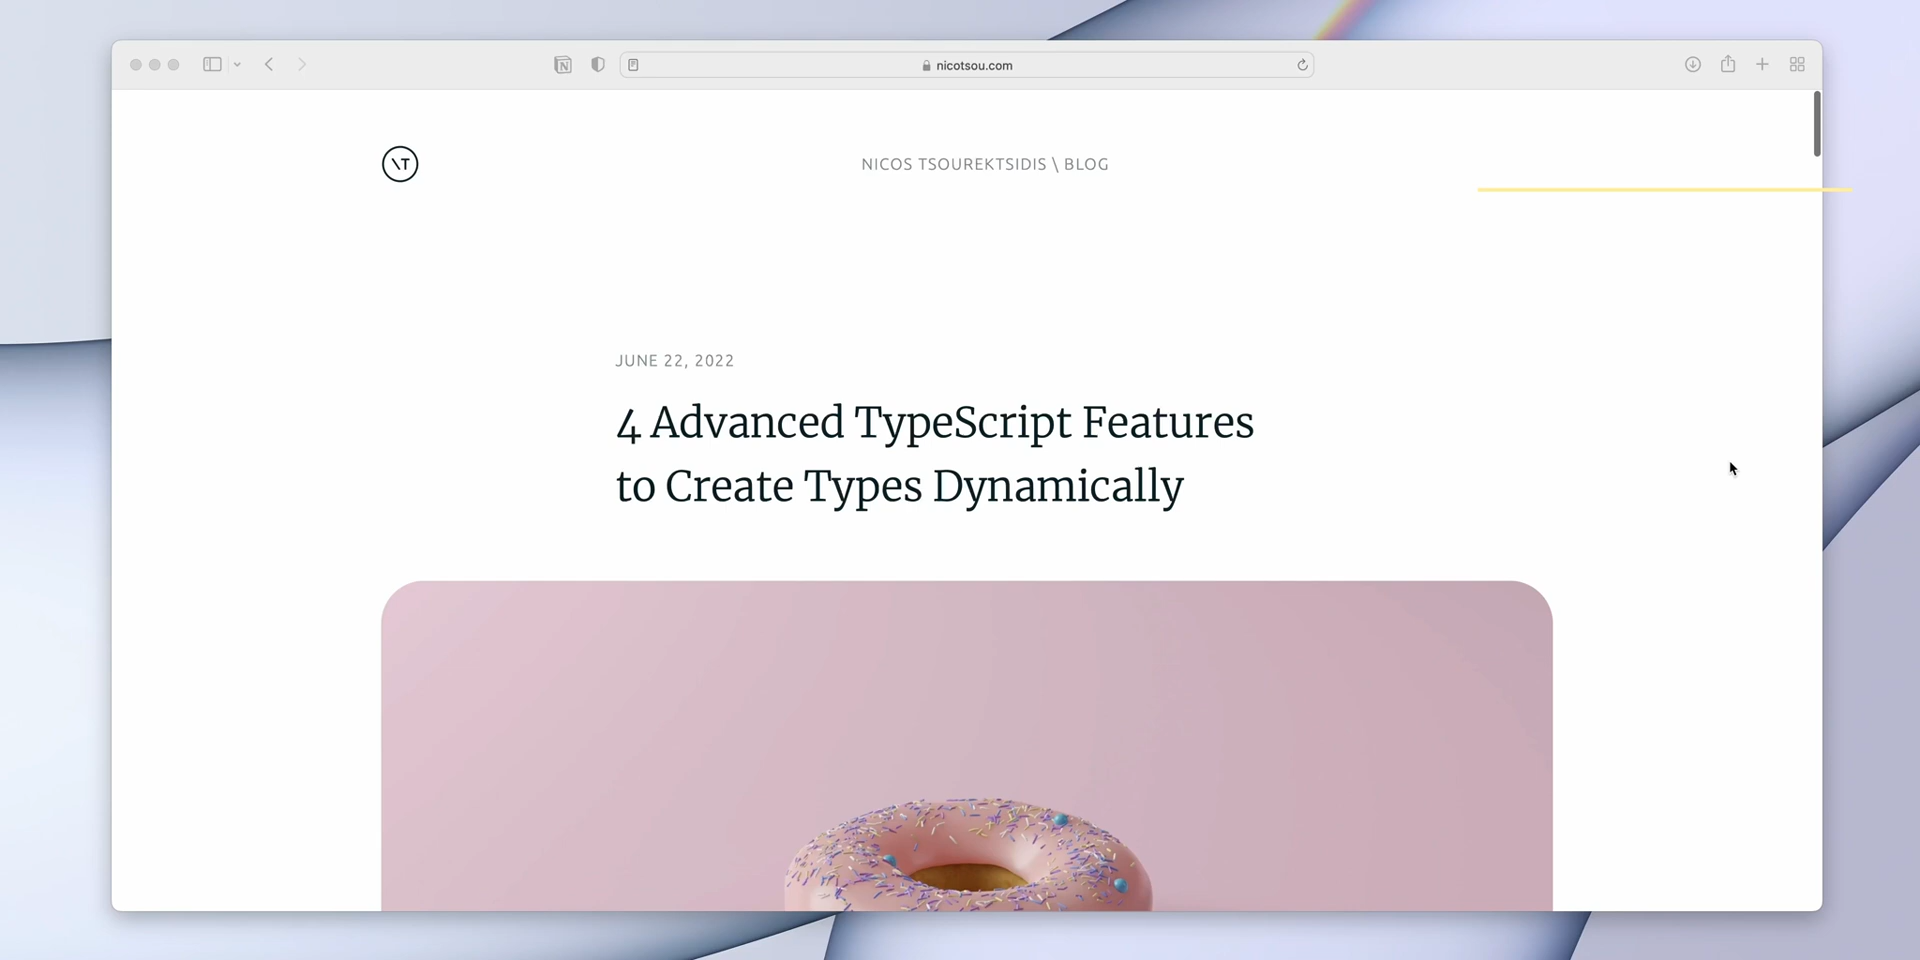 nicotsou.com
\T
NICOS TSOUREKTSIDIS \ BLOG
JUNE 22, 2022
4 Advanced TypeScript Features
to Create Types Dynamically